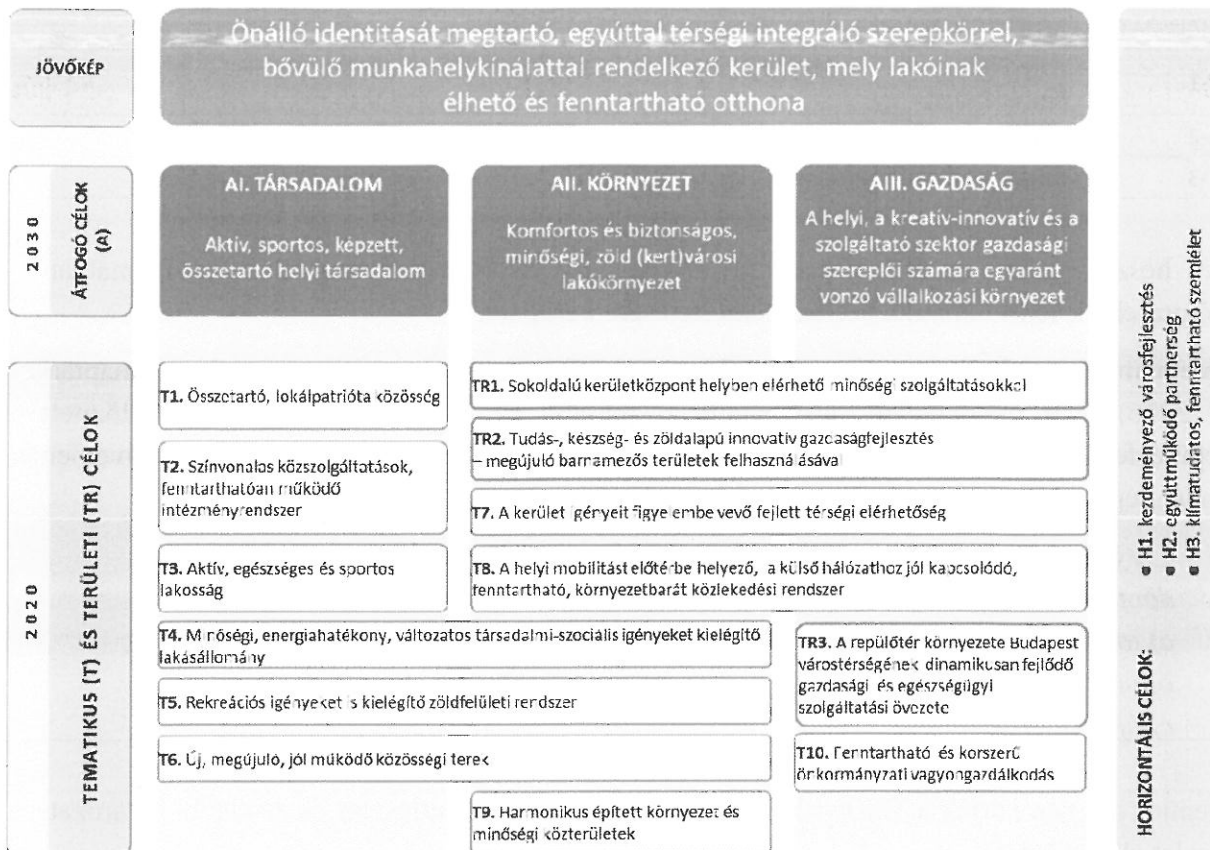 JÖVŐKÉP
Önálló identitását megtartó, egyúttal térségi integráló szerepkörrel,
bővülő munkahelykínálattal rendelkező kerület, mely lakóinak
élhető és fenntartható otthona
2030
ÁTFOGÓ CÉLOK
(A)
AI. TÁRSADALOM
Aktív, sportos, képzett,
összetartó helyi társadalom
AII. KÖRNYEZET
Komfortos és biztonságos,
minőségi, zöld (kert)városi
lakókörnyezet
AIII. GAZDASÁG
A helyi, a kreatív-innovatív és a
szolgáltató szektor gazdasági
szereplői számára egyaránt
vonzó vállalkozási környezet
2020
TEMATIKUS (T) ÉS TERÜLETI (TR) CÉLOK
T1. Összetartó, lokálpatrióta közösség
T2. Színvonalas közszolgáltatások,
fenntarthatóan működő
intézményrendszer
T3. Aktív, egészséges és sportos
lakosság
TR1. Sokoldalú kerületközpont helyben elérhető minőségi szolgáltatásokkal
TR2. Tudás-, készség- és zöldalapú innovatív gazdaságfejlesztés
– megújuló barnamezős területek felhasználásával
T7. A kerület igényeit figyelembe vevő fejlett térségi elérhetőség
T8. A helyi mobilitást előtérbe helyező, a külső hálózathoz jól kapcsolódó,
fenntartható, környezetbarát közlekedési rendszer
T4. Minőségi, energiahatékony, változatos társadalmi-szociális igényeket kielégítő
lakásállomány
T5. Rekreációs igényeket is kielégítő zöldfelületi rendszer
T6. Új, megújuló, jól működő közösségi terek
TR3. A repülőtér környezete Budapest
várostérségének dinamikusan fejlődő
gazdasági és egészségügyi
szolgáltatási övezete
T10. Fenntartható és korszerű
önkormányzati vagyongazdálkodás
T9. Harmonikus épített környezet és
minőségi közterületek
HORIZONTÁLIS CÉLOK:
• H1. kezdeményező városfejlesztés
• H2. együttműködő partnerség
• H3. klímatudatos, fenntartható szemlélet